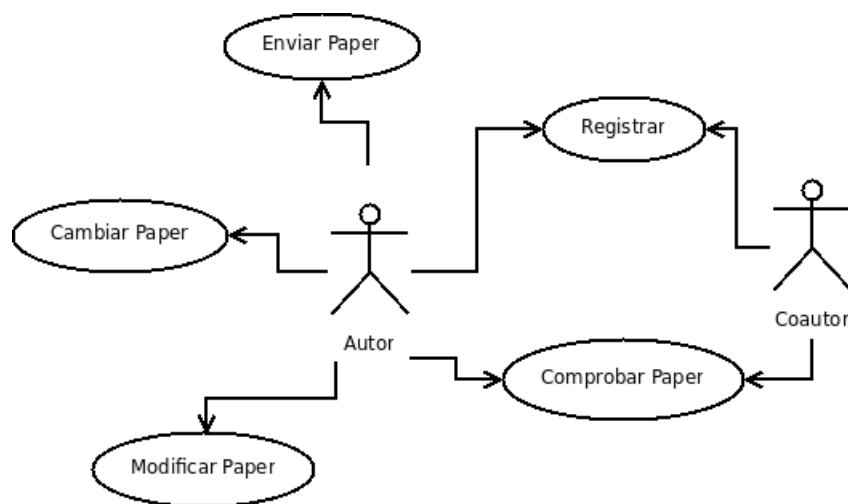 Enviar Paper
Registrar
Cambiar Paper
Coautor
Autor
Comprobar Paper
Modificar Paper